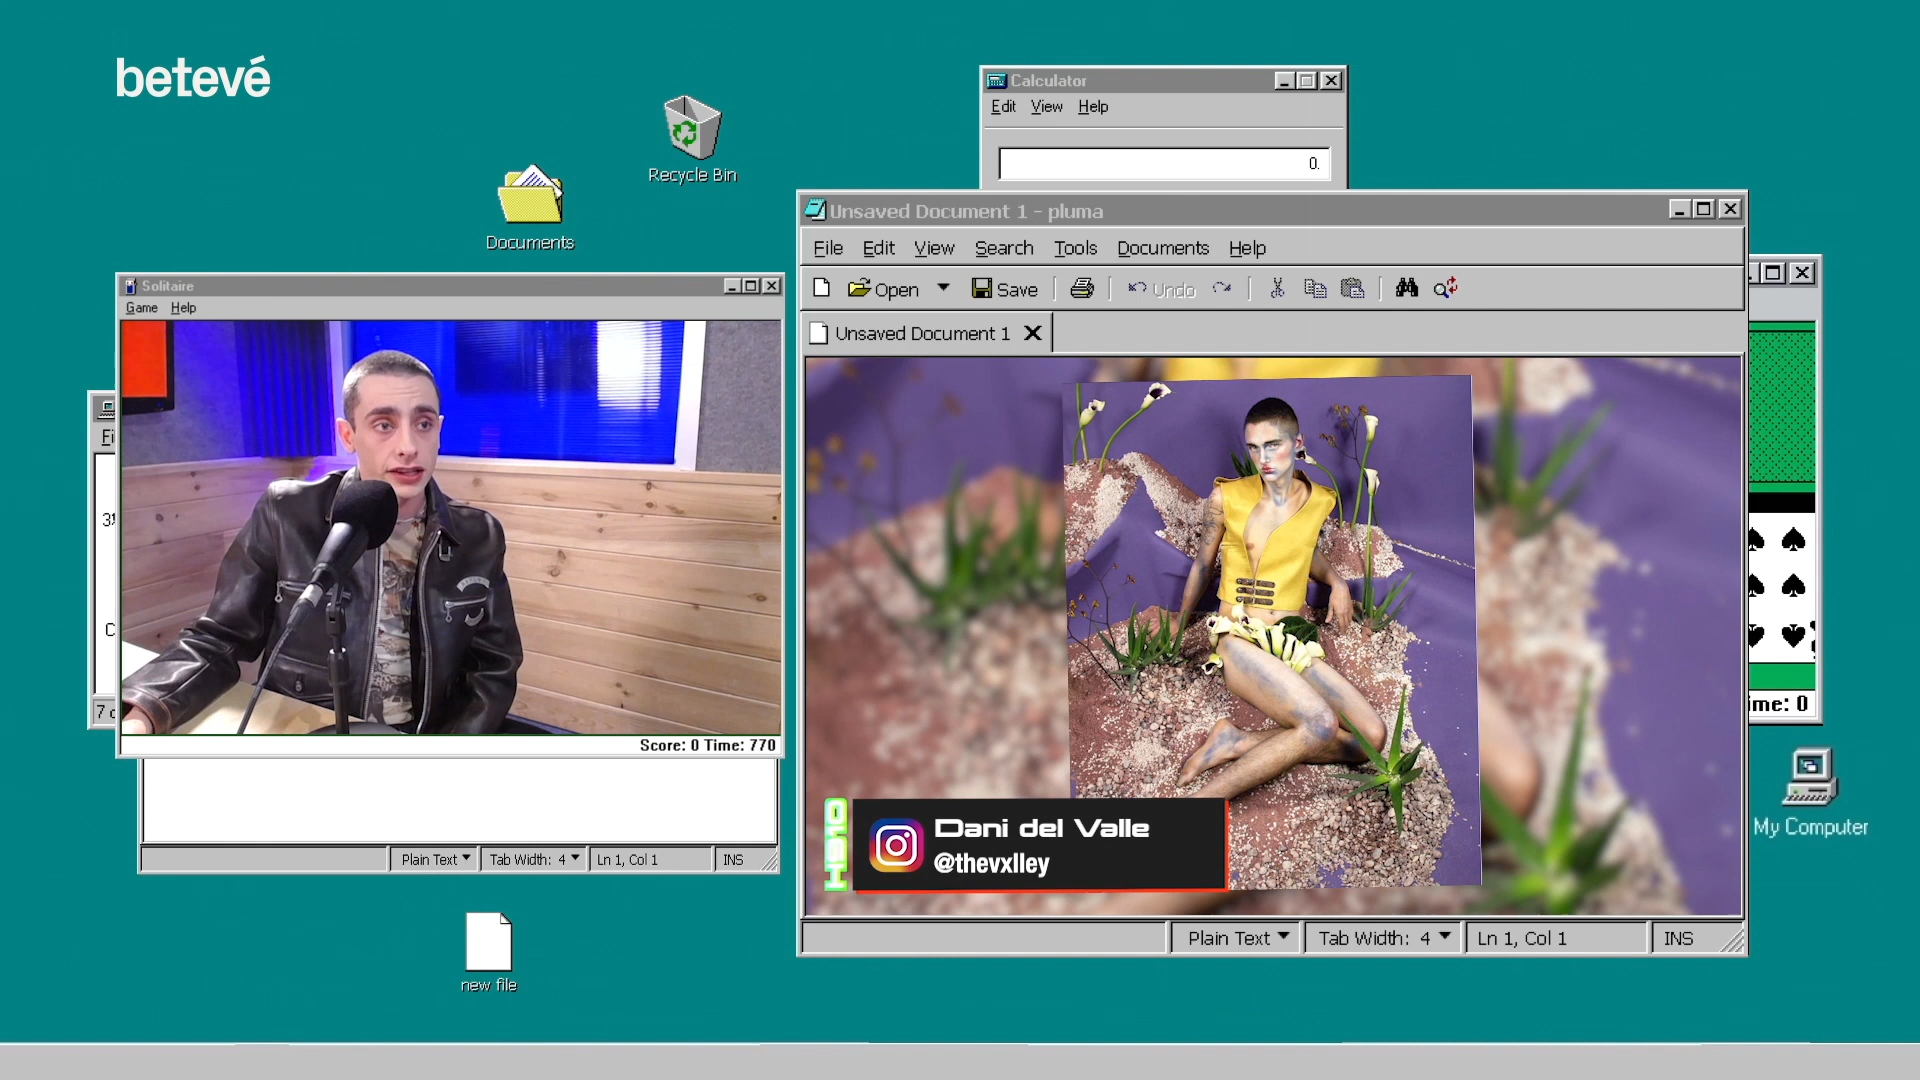 betevé
Recycle Bin
Documents
Calculator
Edit View Help
0.
Unsaved Document 1 - pluma
File Edit View Search Tools Documents Help
Open Save Undo
Unsaved Document 1
Solitaire
Game Help
Score: 0 Time: 770
Plain Text Tab Width: 4 Ln 1, Col 1 INS
Dani del Valle
@thevxlley
Plain Text Tab Width: 4 Ln 1, Col 1 INS
ime: 0
My Computer
new file
Fi
7